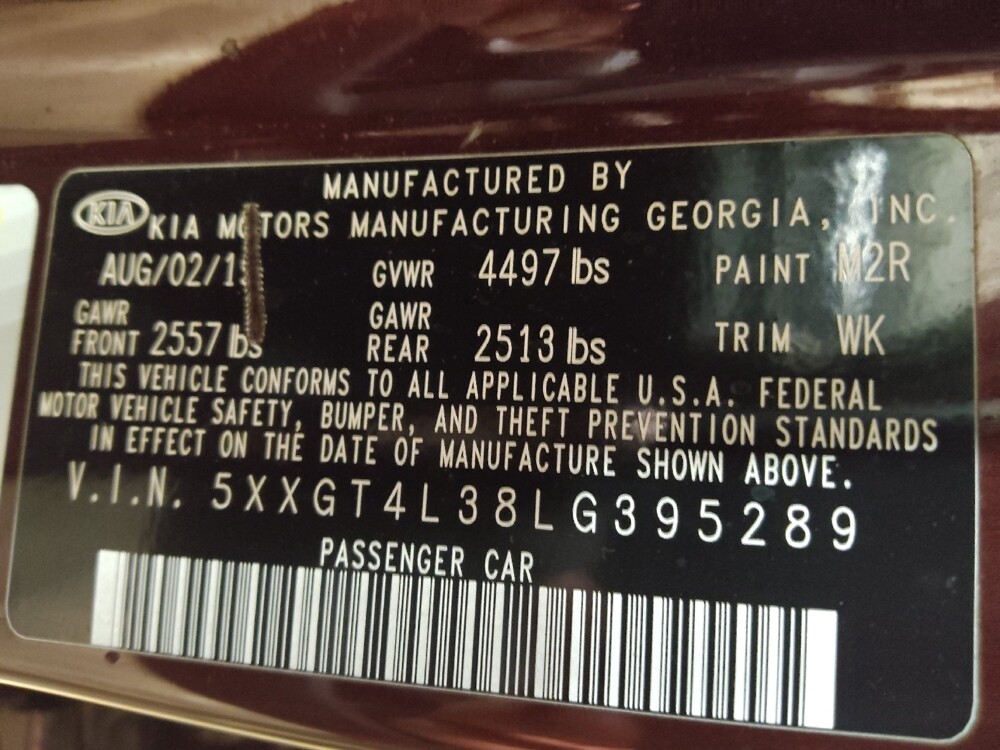 MANUFACTURED BY
KIA KIA MOTORS MANUFACTURING GEORGIA, INC.
GVWR 4497 lbs PAINT M2R
GAWR FRONT 2557 lbs GAWR REAR 2513 lbs TRIM WK
THIS VEHICLE CONFORMS TO ALL APPLICABLE U.S.A. FEDERAL
MOTOR VEHICLE SAFETY, BUMPER, AND THEFT PREVENTION STANDARDS
IN EFFECT ON THE DATE OF MANUFACTURE SHOWN ABOVE.
V.I.N. 5XXGT4L38LG395289
PASSENGER CAR